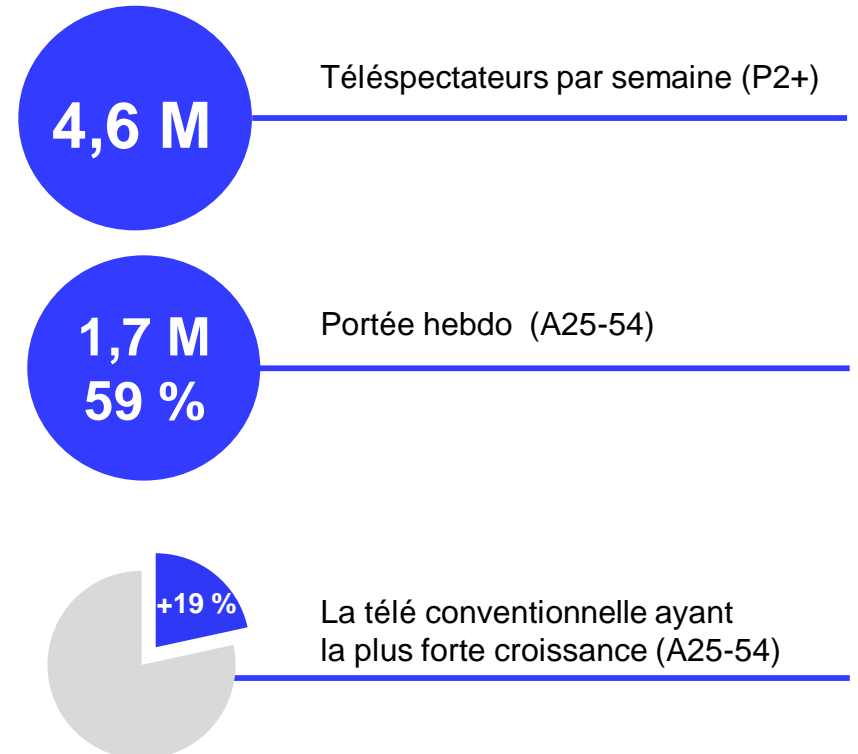 4,6 M
Téléspectateurs par semaine (P2+)
1,7 M
59 %
Portée hebdo (A25-54)
+19 %
La télé conventionnelle ayant
la plus forte croissance (A25-54)